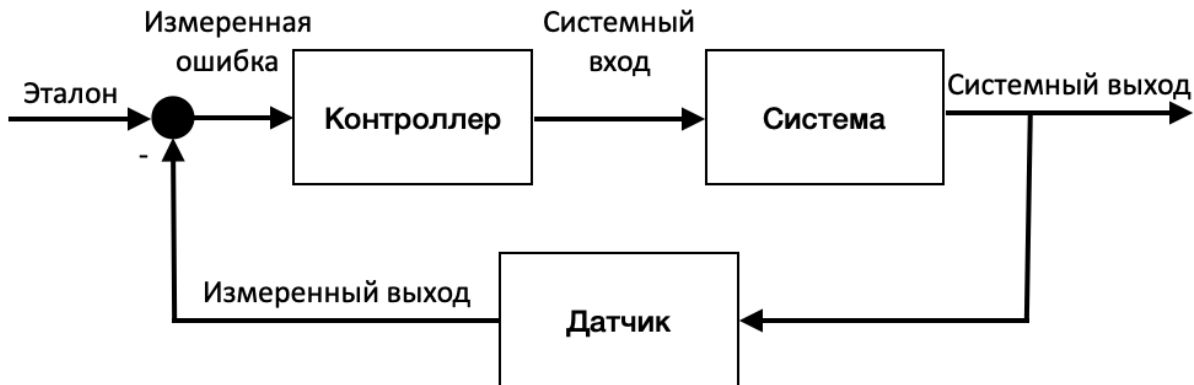 Измеренная
ошибка
Системный
вход
Эталон
Контроллер
Система
Системный выход
-
Измеренный выход
Датчик